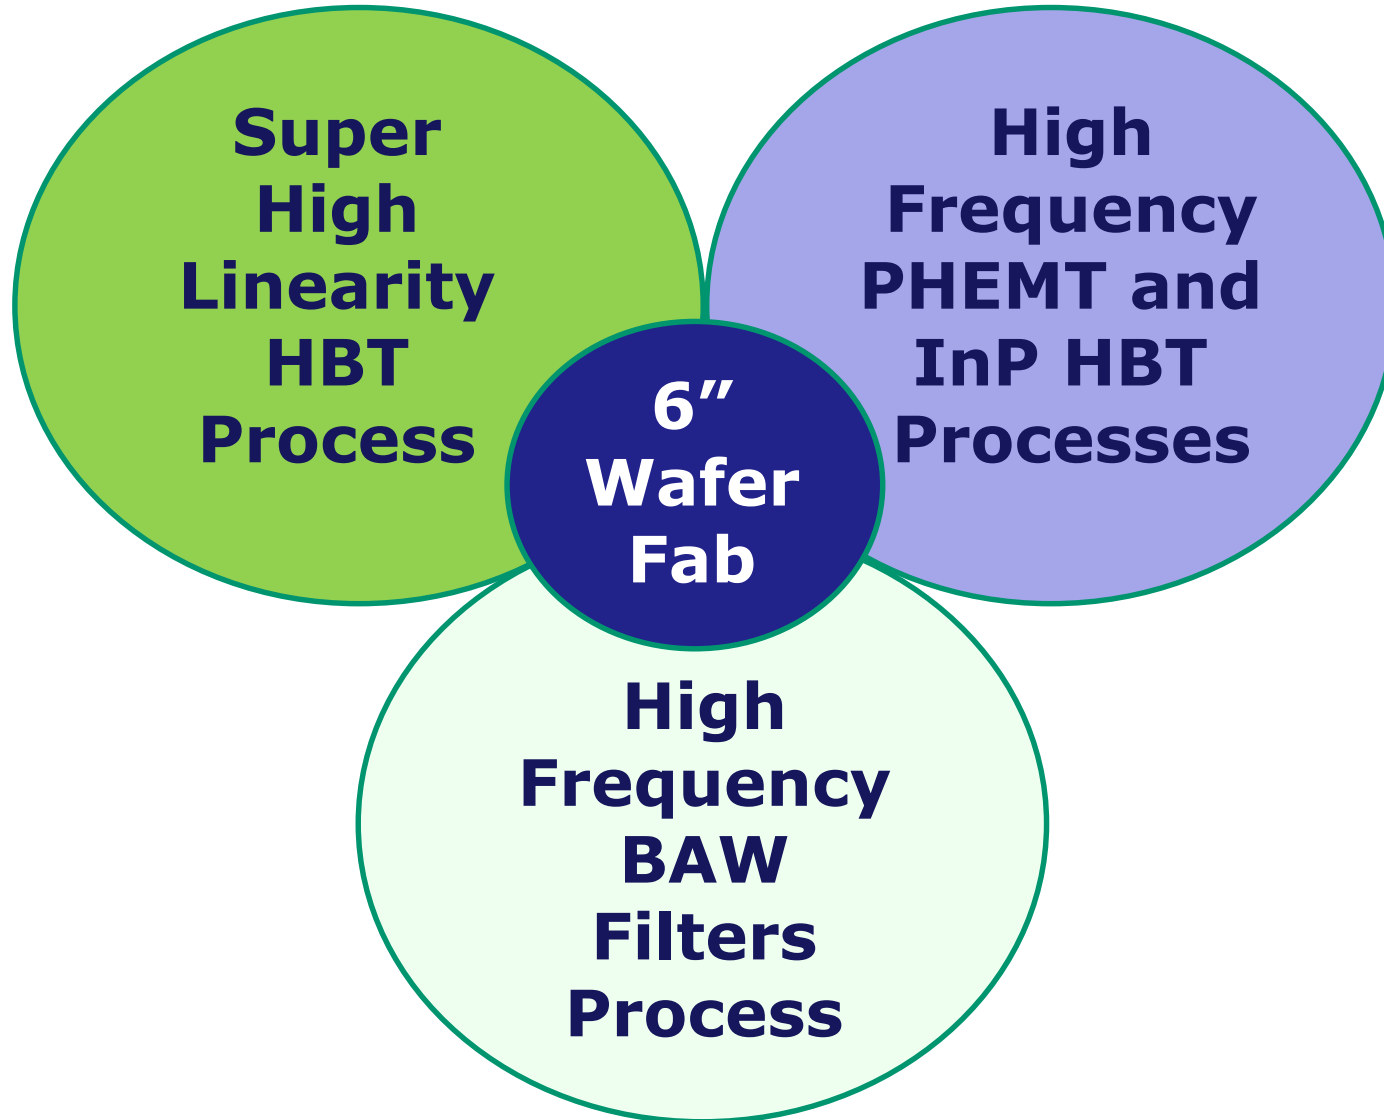 Super
High
Linearity
HBT
Process
High
Frequency
PHEMT and
InP HBT
Processes
6″
Wafer
Fab
High
Frequency
BAW
Filters
Process